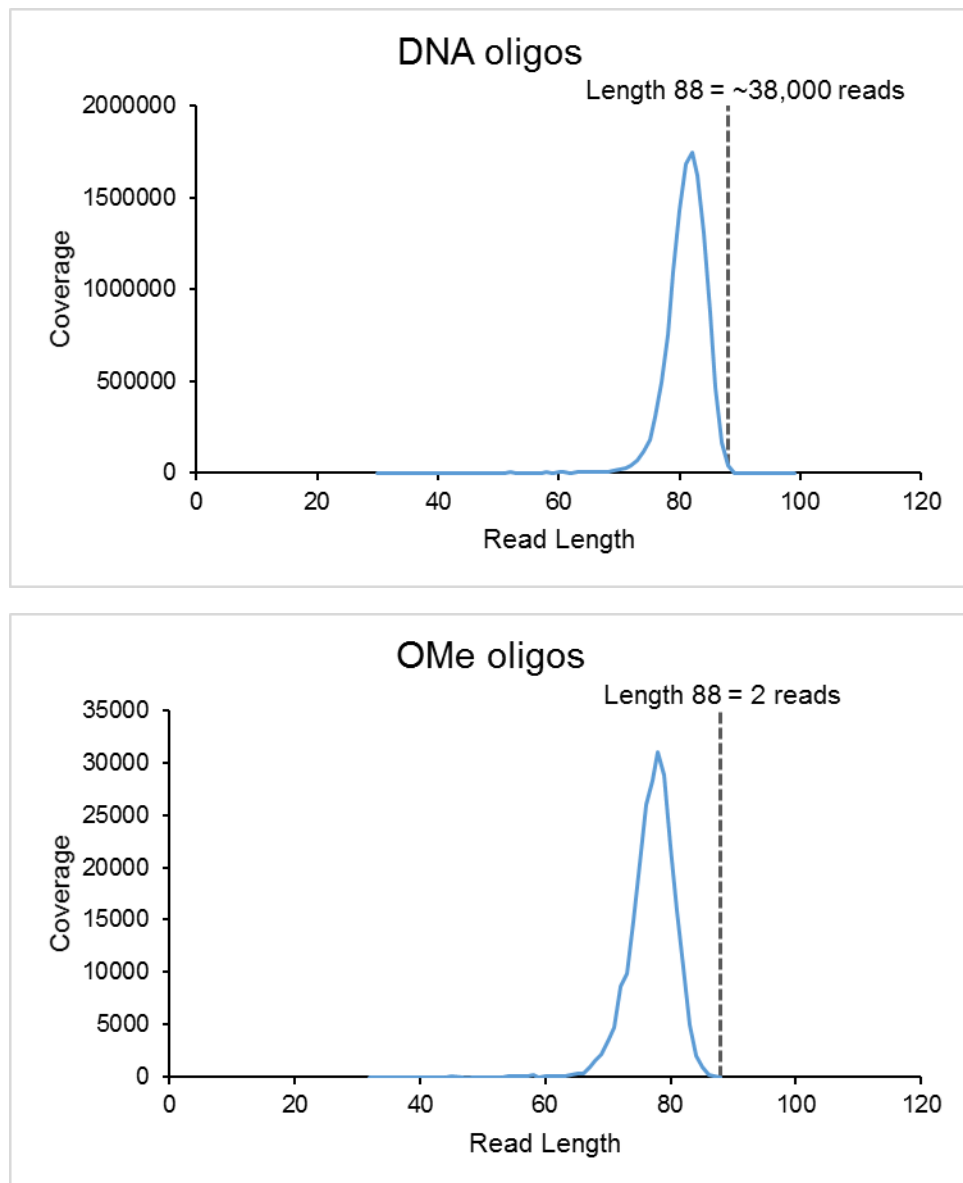 DNA oligos
Length 88 = ~38,000 reads
2000000
1500000
1000000
500000
0
Coverage
0 20 40 60 80 100 120
Read Length
OMe oligos
Length 88 = 2 reads
35000
30000
25000
20000
15000
10000
5000
0
Coverage
0 20 40 60 80 100 120
Read Length